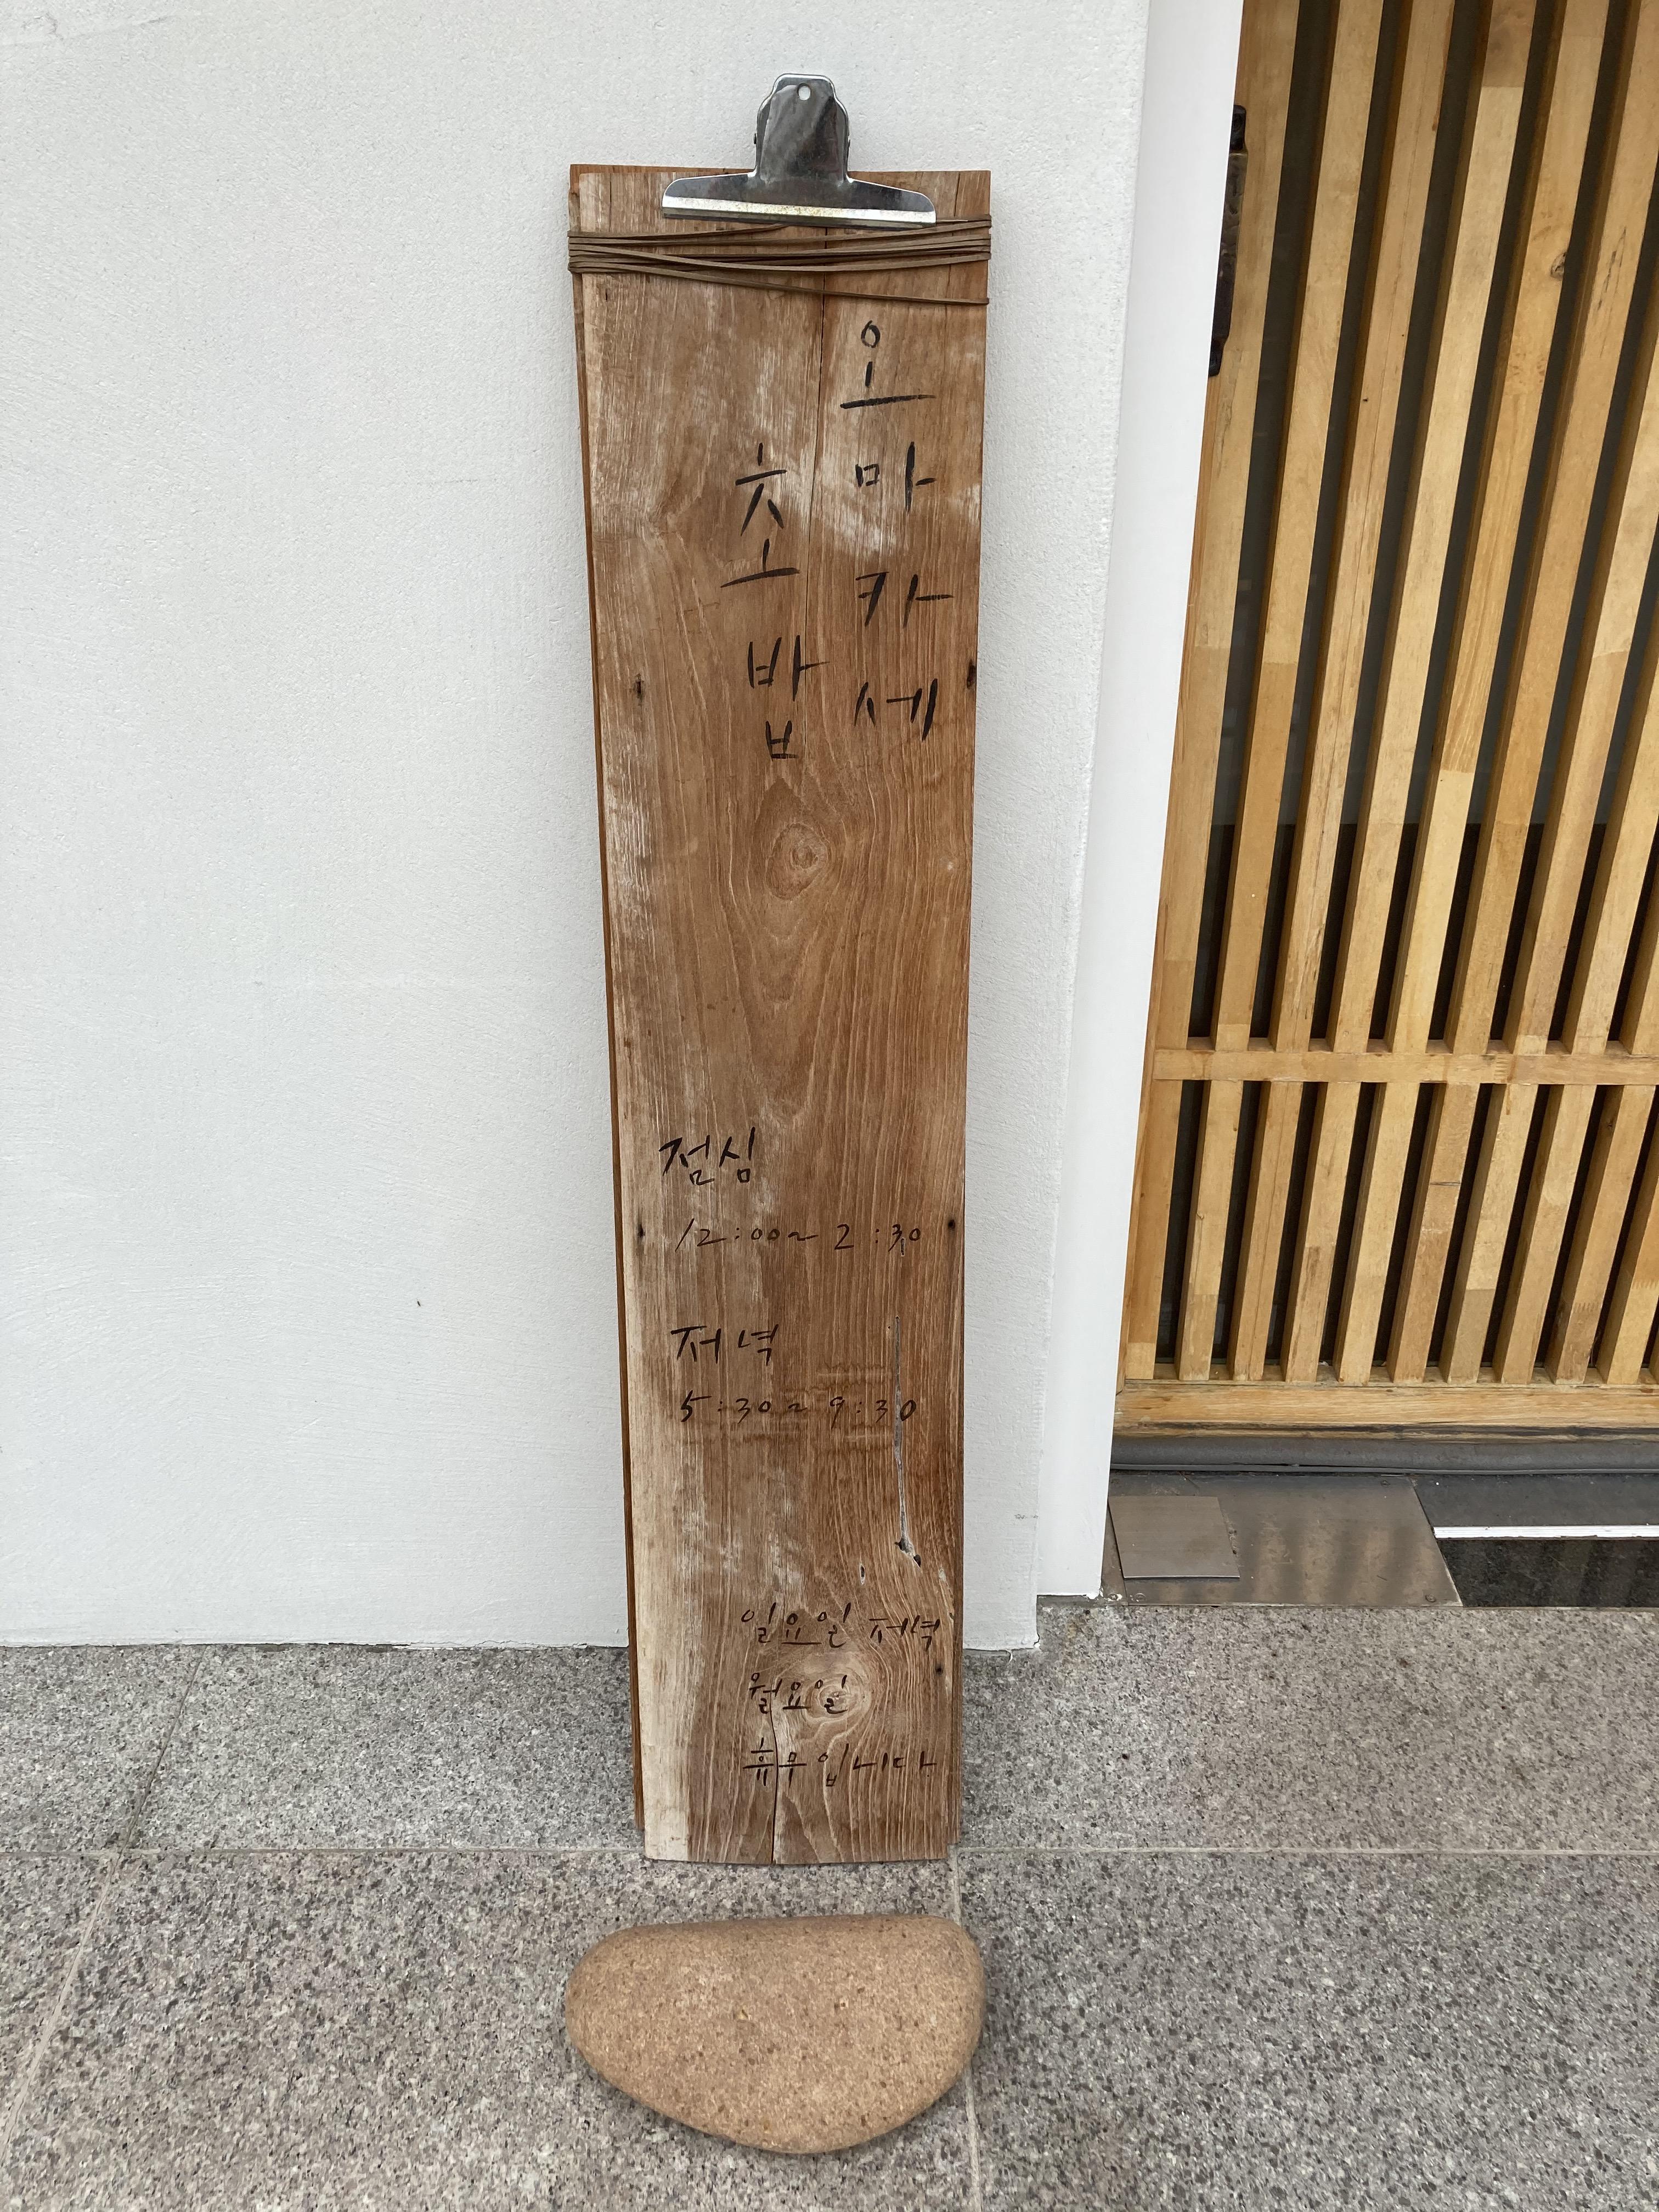 오마카세
초밥
점심
12:00~2:30
저녁
5:30~9:30
일요일 저녁
월요일
휴무입니다